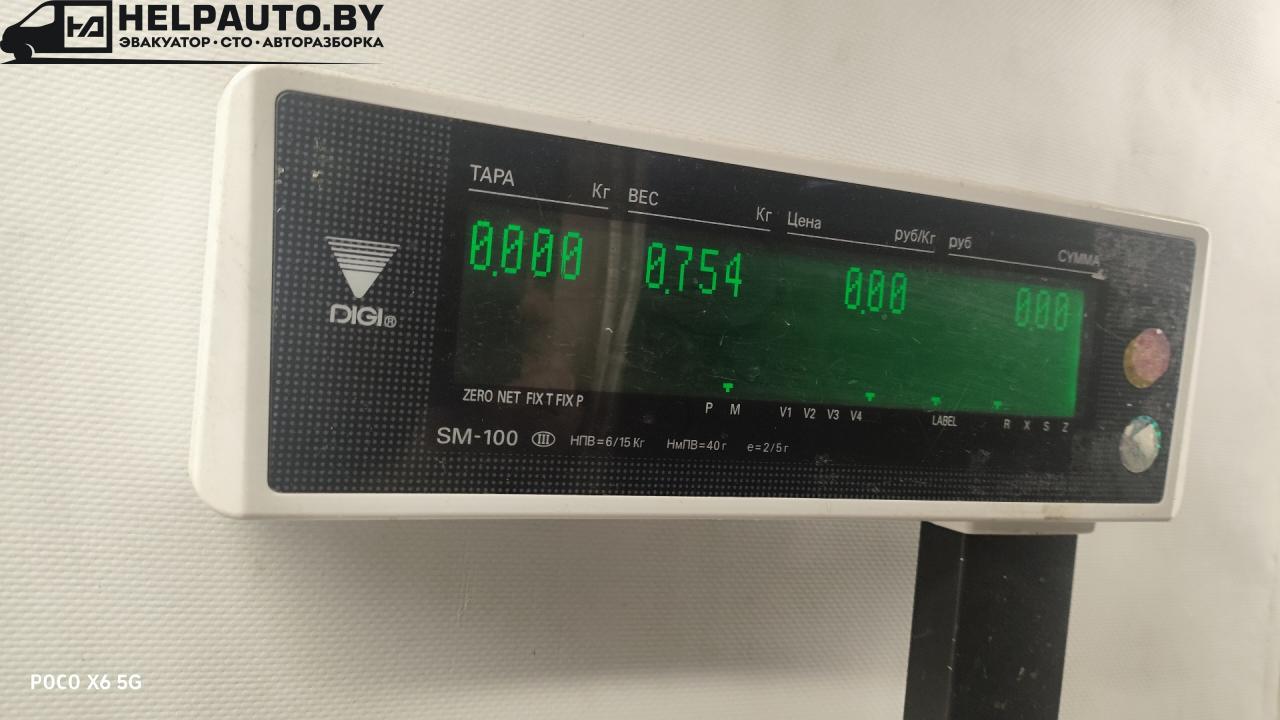 HELPAUTO.BY
ЭВАКУАТОР·СТО·АВТОРАЗБОРКА
ТАРА Кг ВЕС Кг Цена руб/Кг руб СУММА
0.000 0.754 0.00 0.00
DIGI®
ZERO NET FIX T FIX P P M V1 V2 V3 V4 LABEL R X S Z
SM-100 III НПВ=6/15 Кг НмПВ=40 г e=2/5 г
POCO X6 5G